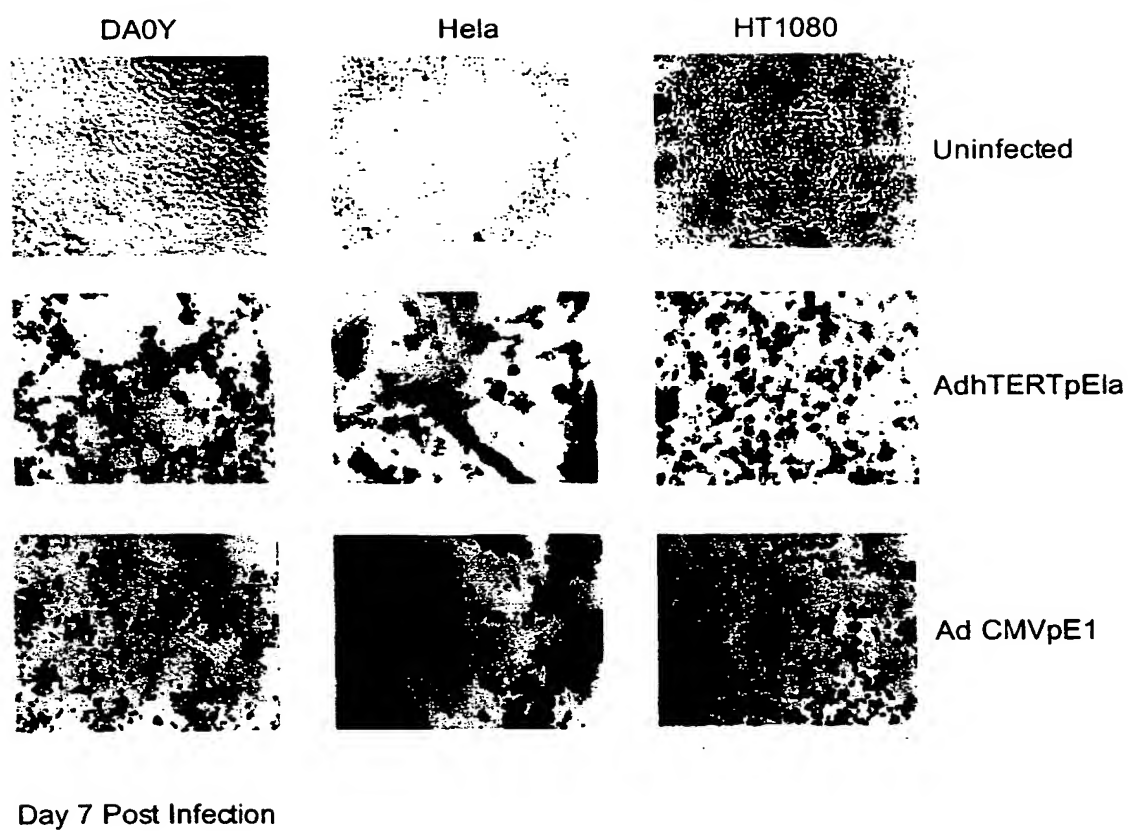 DA0Y Hela HT1080
Uninfected
AdhTERTpEla
Ad CMVpE1
Day 7 Post Infection